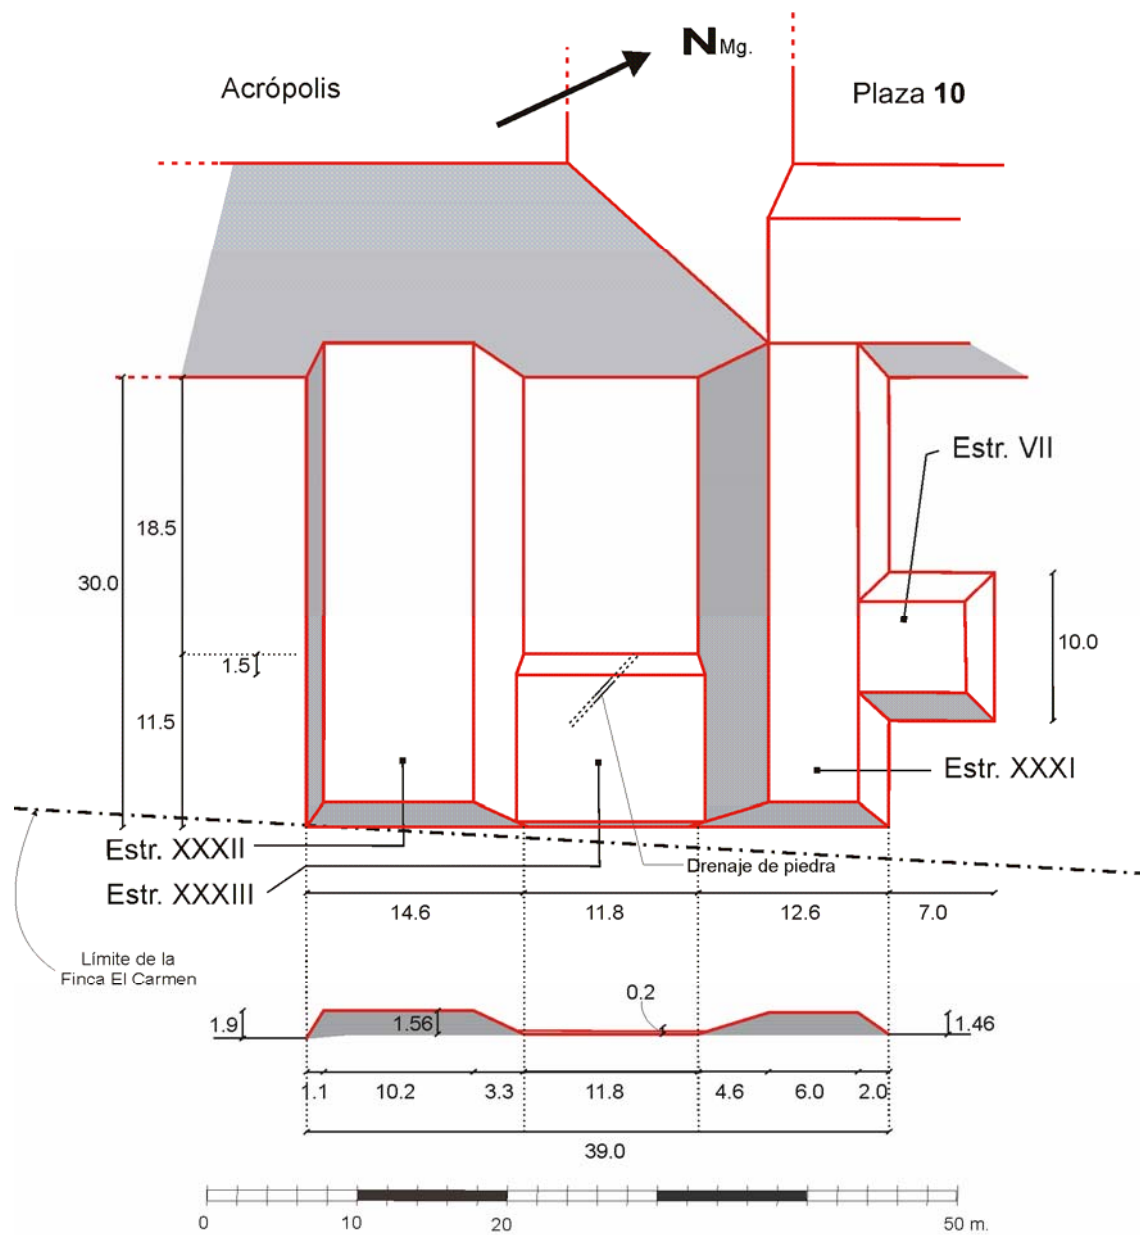 N Mg.
Acrópolis
Plaza 10
Estr. VII
18.5
30.0
10.0
1.5
11.5
Estr. XXXI
Estr. XXXII
Drenaje de piedra
Estr. XXXIII
14.6
11.8
12.6
7.0
Límite de la
Finca El Carmen
0.2
1.9
1.56
1.46
1.1
10.2
3.3
11.8
4.6
6.0
2.0
39.0
0
10
20
50 m.